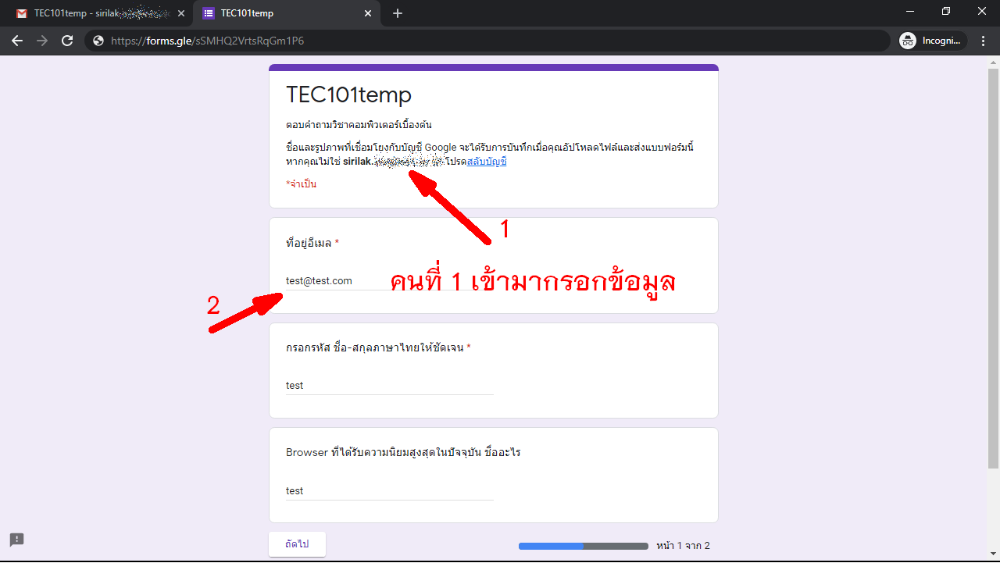 TEC101temp - sirilak
TEC101temp
https://forms.gle/sSMHQ2VrtsRqGm1P6
Incogni...
TEC101temp
ตอบคำถามวิชาคอมพิวเตอร์เบื้องต้น
ชื่อและรูปภาพที่เชื่อมโยงกับบัญชี Google จะได้รับการบันทึกเมื่อคุณอัปโหลดไฟล์และส่งแบบฟอร์มนี้
หากคุณไม่ใช่ sirilak. โปรดสลับบัญชี
*จำเป็น
1
ที่อยู่อีเมล *
test@test.com
คนที่ 1 เข้ามากรอกข้อมูล
2
กรอกรหัส ชื่อ-สกุลภาษาไทยให้ชัดเจน *
test
Browser ที่ได้รับความนิยมสูงสุดในปัจจุบัน ชื่ออะไร
test
ถัดไป
หน้า 1 จาก 2